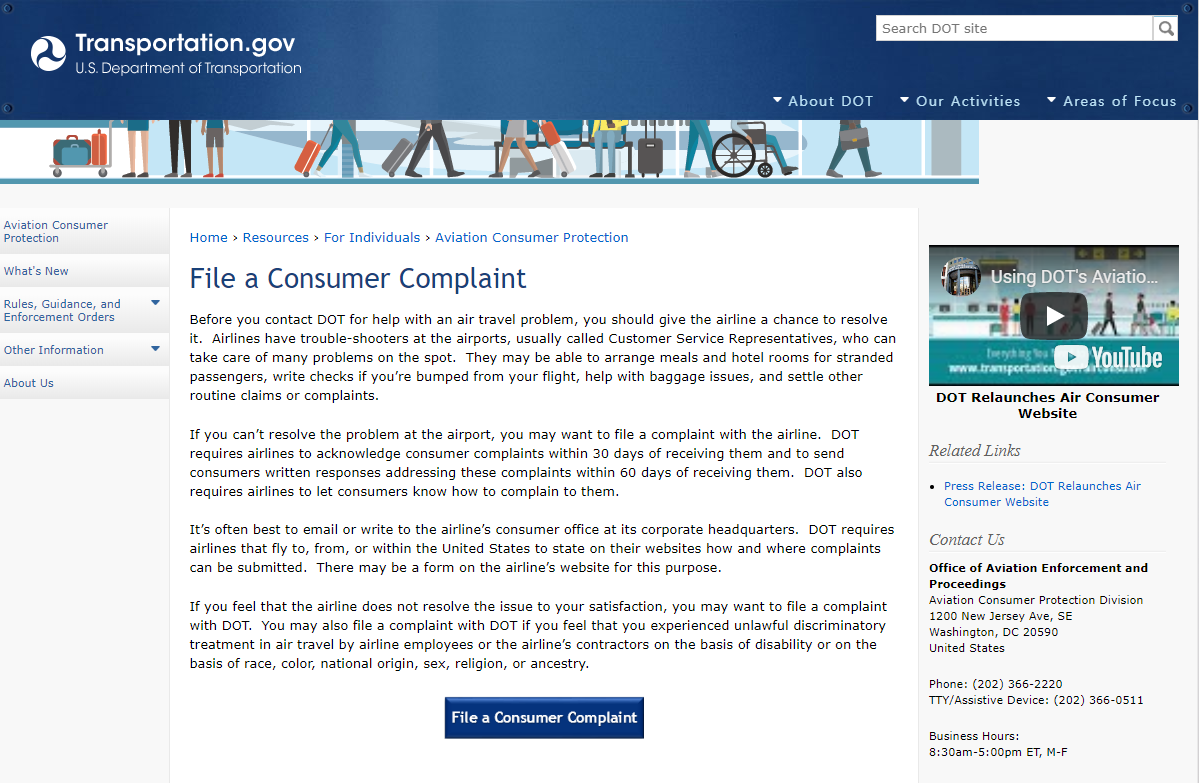 Transportation.gov
U.S. Department of Transportation
Search DOT site
About DOT
Our Activities
Areas of Focus
Aviation Consumer
Protection
What's New
Rules, Guidance, and
Enforcement Orders
Other Information
About Us
Home › Resources › For Individuals › Aviation Consumer Protection
File a Consumer Complaint
Before you contact DOT for help with an air travel problem, you should give the airline a chance to resolve
it.  Airlines have trouble-shooters at the airports, usually called Customer Service Representatives, who can
take care of many problems on the spot.  They may be able to arrange meals and hotel rooms for stranded
passengers, write checks if you’re bumped from your flight, help with baggage issues, and settle other
routine claims or complaints.
If you can’t resolve the problem at the airport, you may want to file a complaint with the airline.  DOT
requires airlines to acknowledge consumer complaints within 30 days of receiving them and to send
consumers written responses addressing these complaints within 60 days of receiving them.  DOT also
requires airlines to let consumers know how to complain to them.
It’s often best to email or write to the airline’s consumer office at its corporate headquarters.  DOT requires
airlines that fly to, from, or within the United States to state on their websites how and where complaints
can be submitted.  There may be a form on the airline’s website for this purpose.
If you feel that the airline does not resolve the issue to your satisfaction, you may want to file a complaint
with DOT.  You may also file a complaint with DOT if you feel that you experienced unlawful discriminatory
treatment in air travel by airline employees or the airline’s contractors on the basis of disability or on the
basis of race, color, national origin, sex, religion, or ancestry.
File a Consumer Complaint
Using DOT's Aviatio...
Everything You
YouTube
www.transportation.gov
DOT Relaunches Air Consumer
Website
Related Links
Press Release: DOT Relaunches Air
Consumer Website
Contact Us
Office of Aviation Enforcement and
Proceedings
Aviation Consumer Protection Division
1200 New Jersey Ave, SE
Washington, DC 20590
United States
Phone: (202) 366-2220
TTY/Assistive Device: (202) 366-0511
Business Hours:
8:30am-5:00pm ET, M-F